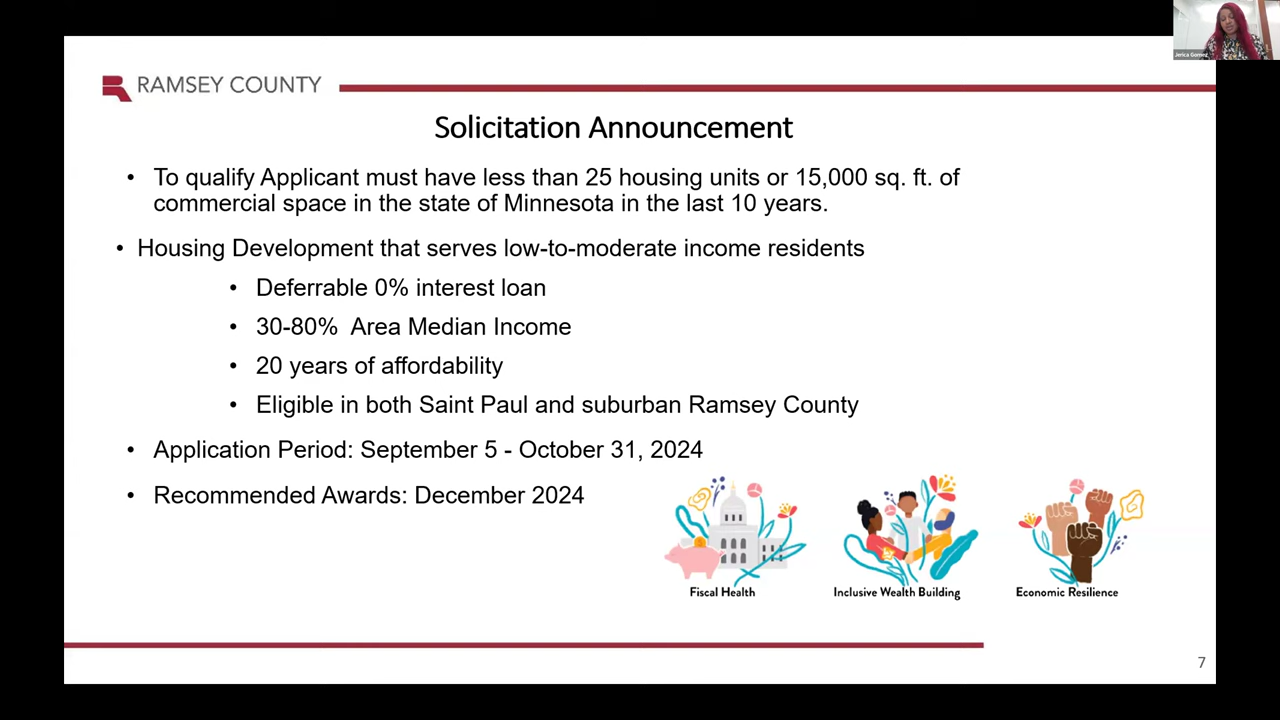 Jerica Gomez
RAMSEY COUNTY
Solicitation Announcement
• To qualify Applicant must have less than 25 housing units or 15,000 sq. ft. of
commercial space in the state of Minnesota in the last 10 years.
• Housing Development that serves low-to-moderate income residents
• Deferrable 0% interest loan
• 30-80% Area Median Income
• 20 years of affordability
• Eligible in both Saint Paul and suburban Ramsey County
• Application Period: September 5 - October 31, 2024
• Recommended Awards: December 2024
Fiscal Health
Inclusive Wealth Building
Economic Resilience
7